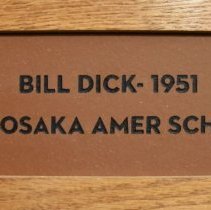 BILL DICK- 1951
OSAKA AMER SCH